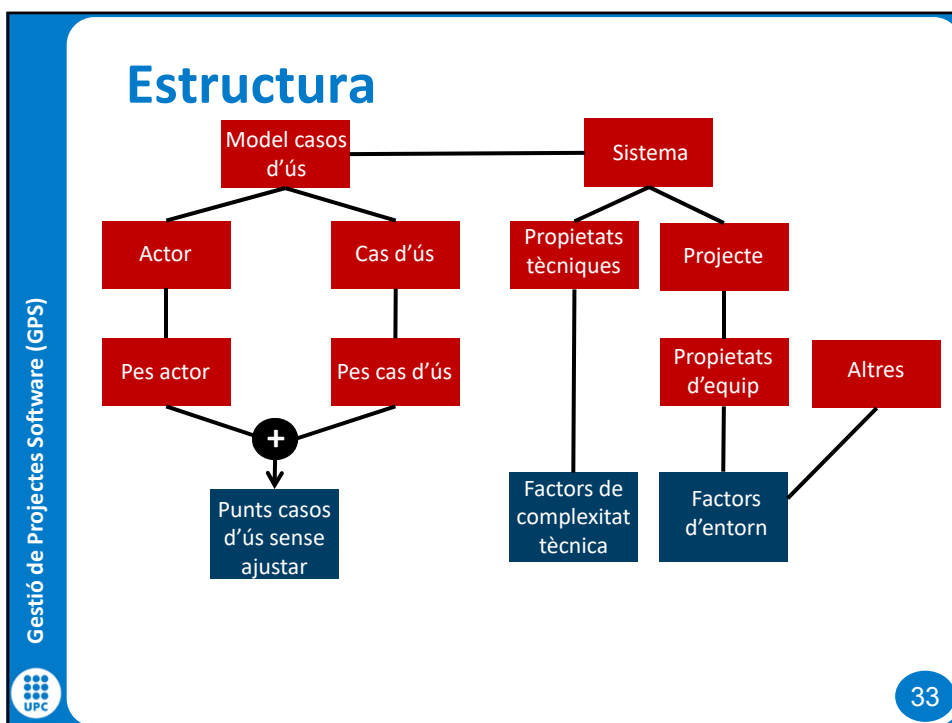 Estructura
Model casos
d'ús
Sistema
Actor
Cas d'ús
Propietats
tècniques
Projecte
Pes actor
Pes cas d'ús
Propietats
d'equip
Altres
+
Punts casos
d'ús sense
ajustar
Factors de
complexitat
tècnica
Factors
d'entorn
Gestió de Projectes Software (GPS)
UPC
33